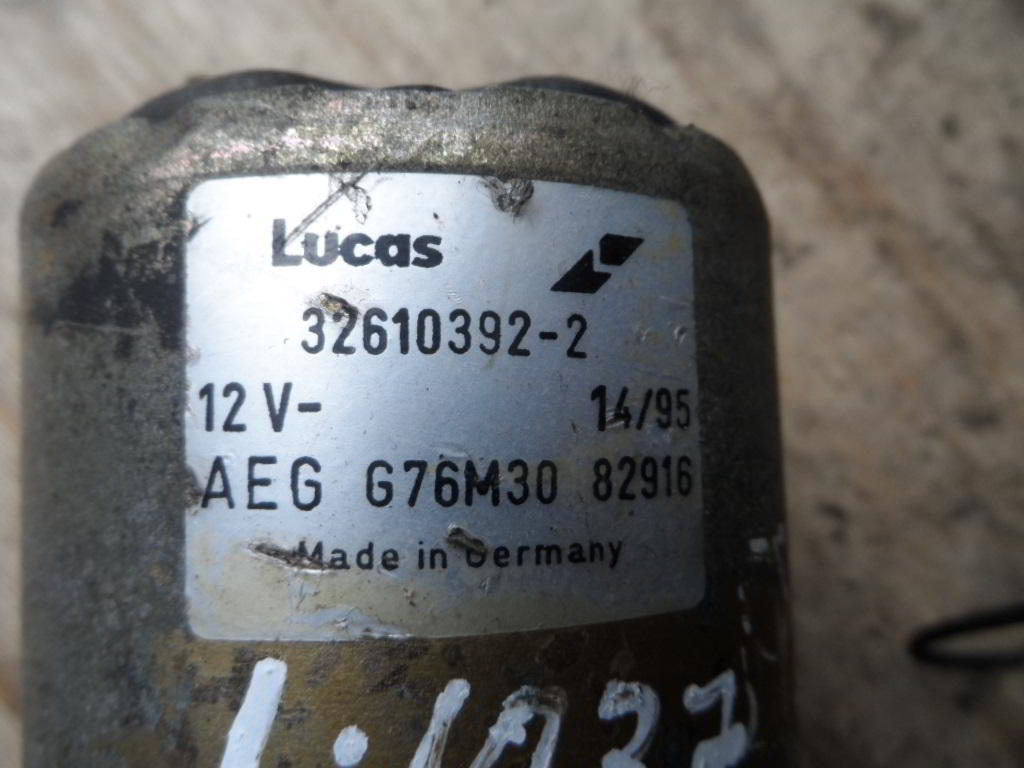 Lucas
32610392-2
12 V- 14/95
AEG G76M30 82916
Made in Germany